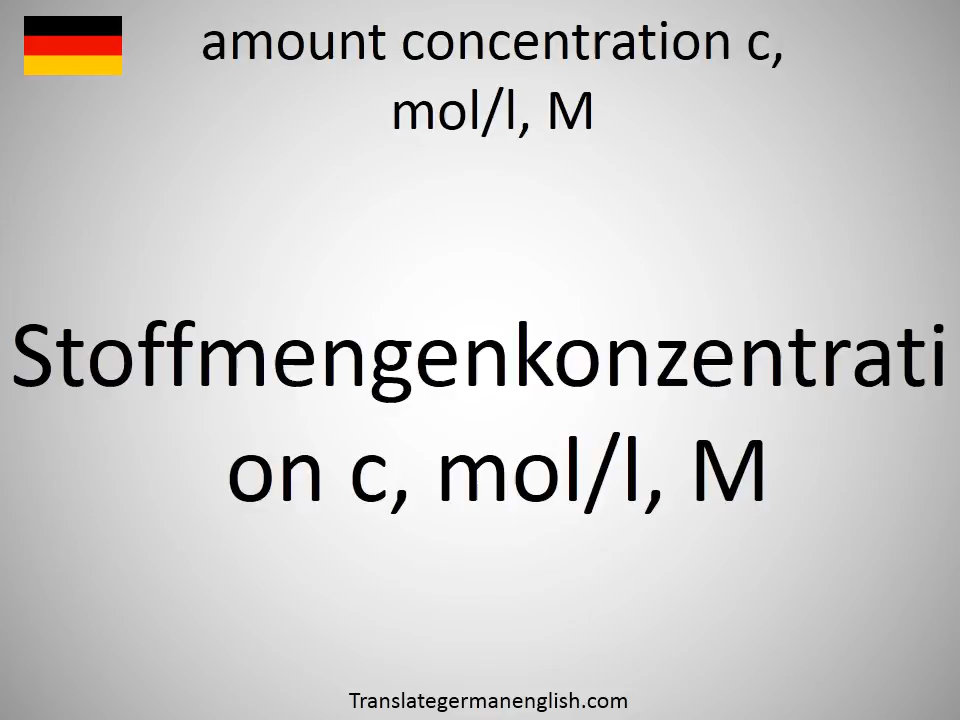 amount concentration c,
mol/l, M
Stoffmengenkonzentrati
on c, mol/l, M
Translategermanenglish.com